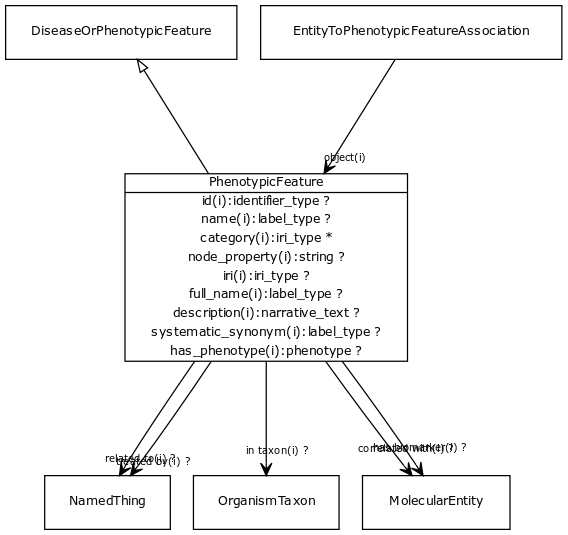 DiseaseOrPhenotypicFeature
EntityToPhenotypicFeatureAssociation
object(i)
PhenotypicFeature
id(i):identifier_type ?
name(i):label_type ?
category(i):iri_type *
node_property(i):string ?
iri(i):iri_type ?
full_name(i):label_type ?
description(i):narrative_text ?
systematic_synonym(i):label_type ?
has_phenotype(i):phenotype ?
related to(i) ?
treated by(i) ?
in taxon(i) ?
correlated with(i) ?
has biomarker(i) ?
NamedThing
OrganismTaxon
MolecularEntity